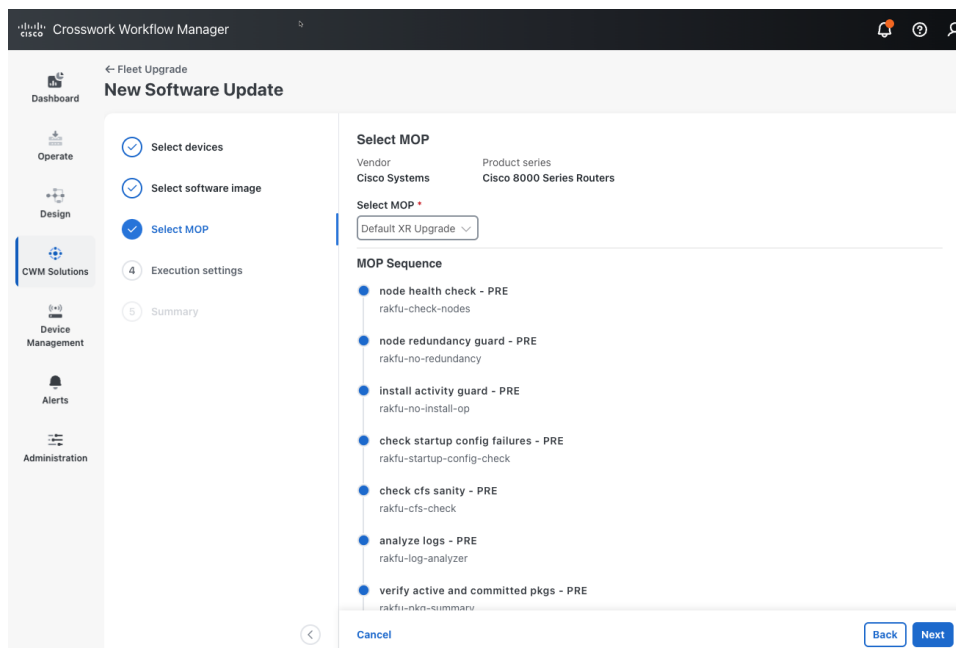 CISCO Crosswork Workflow Manager
← Fleet Upgrade
New Software Update
Dashboard
Operate
Design
CWM Solutions
Device
Management
Alerts
Administration
Select devices
Select software image
Select MOP
4 Execution settings
5 Summary
Select MOP
Vendor Product series
Cisco Systems Cisco 8000 Series Routers
Select MOP *
Default XR Upgrade
MOP Sequence
node health check - PRE
rakfu-check-nodes
node redundancy guard - PRE
rakfu-no-redundancy
install activity guard - PRE
rakfu-no-install-op
check startup config failures - PRE
rakfu-startup-config-check
check cfs sanity - PRE
rakfu-cfs-check
analyze logs - PRE
rakfu-log-analyzer
verify active and committed pkgs - PRE
rakfu-pkg-summary
Cancel Back Next